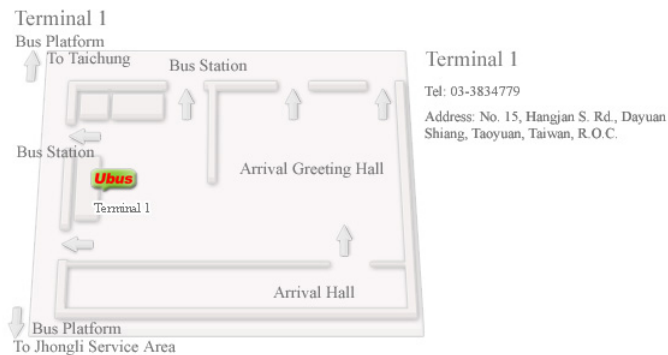 Terminal 1
Bus Platform
To Taichung
Bus Station
Terminal 1
Tel: 03-3834779
Address: No. 15, Hangjan S. Rd., Dayuan
Shiang, Taoyuan, Taiwan, R.O.C.
Bus Station
Arrival Greeting Hall
Ubus
Terminal 1
Arrival Hall
Bus Platform
To Jhongli Service Area